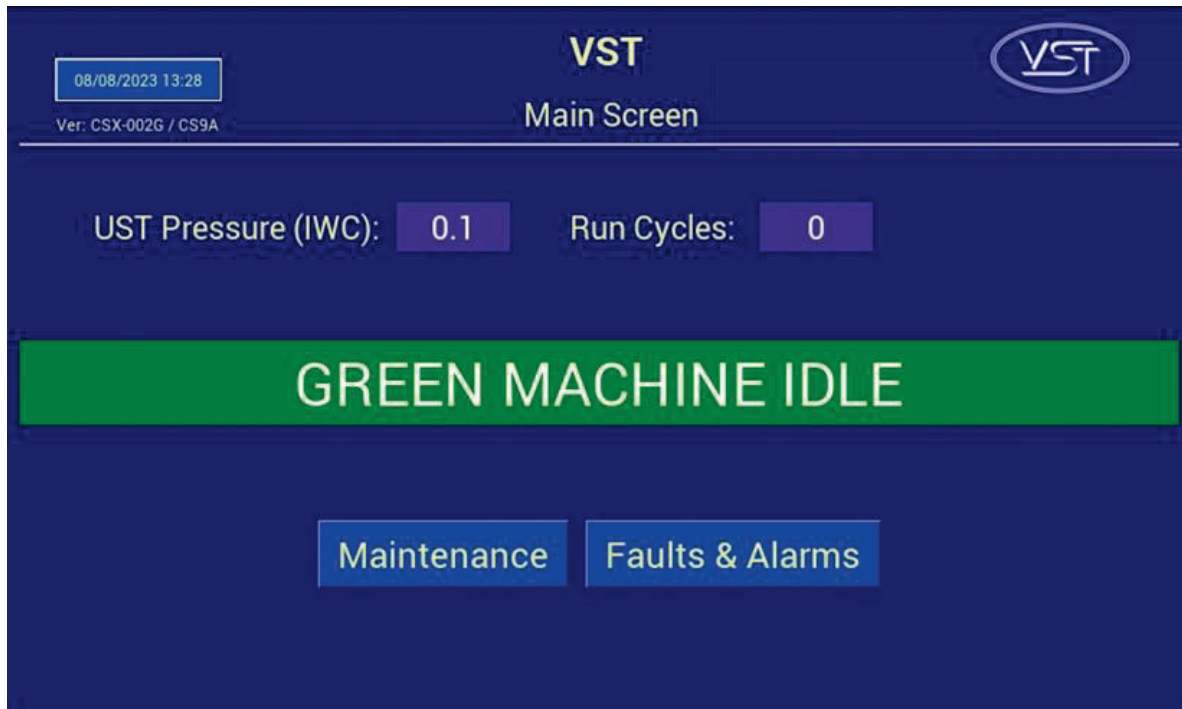 VST
08/08/2023 13:28
Main Screen
Ver: CSX-002G / CS9A
VST
UST Pressure (IWC): 0.1 Run Cycles: 0
GREEN MACHINE IDLE
Maintenance Faults & Alarms